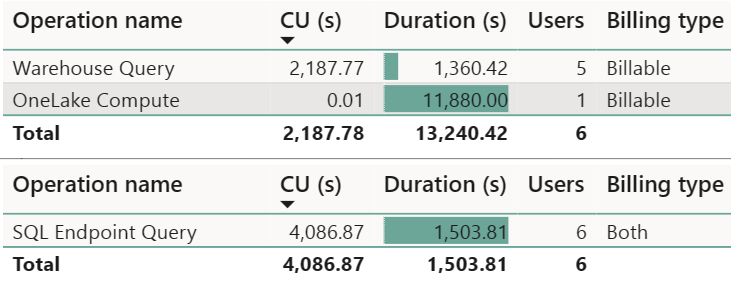 Operation name CU (s) Duration (s) Users Billing type
Warehouse Query 2,187.77 1,360.42 5 Billable
OneLake Compute 0.01 11,880.00 1 Billable
Total 2,187.78 13,240.42 6
Operation name CU (s) Duration (s) Users Billing type
SQL Endpoint Query 4,086.87 1,503.81 6 Both
Total 4,086.87 1,503.81 6